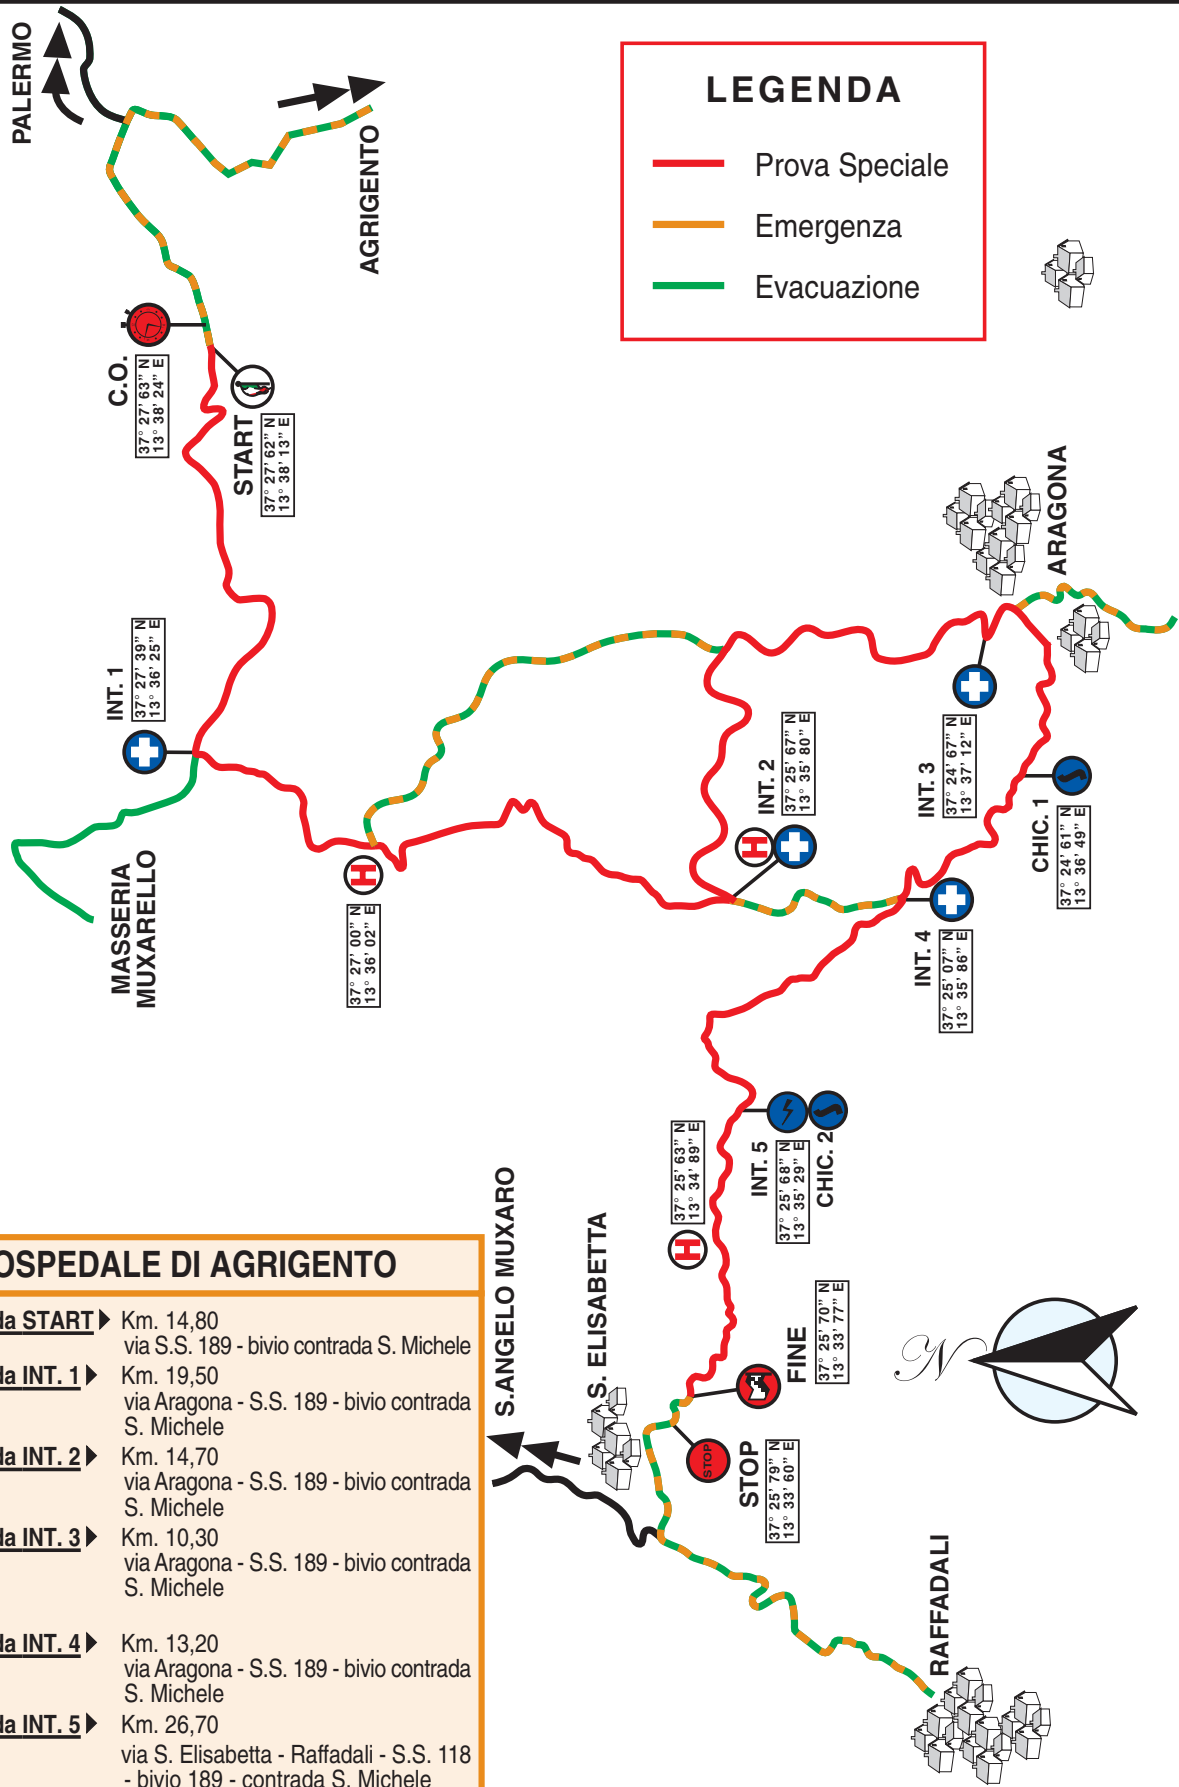 PALERMO
AGRIGENTO
LEGENDA
Prova Speciale
Emergenza
Evacuazione
C.O.
37° 27' 63” N
13° 38' 24” E
START
37° 27' 62” N
13° 38' 13” E
ARAGONA
INT. 1
37° 27' 39” N
13° 36' 25” E
MASSERIA
MUXARELLO
H
37° 27' 00” N
13° 36' 02” E
H
INT. 2
37° 25' 67” N
13° 35' 80” E
INT. 3
37° 24' 67” N
13° 37' 12” E
CHIC. 1
37° 24' 61” N
13° 36' 49” E
INT. 4
37° 25' 07” N
13° 35' 86” E
37° 25' 63” N
13° 34' 89” E
H
INT. 5
37° 25' 68” N
13° 35' 29” E
CHIC. 2
S.ANGELO MUXARO
S. ELISABETTA
FINE
37° 25' 70” N
13° 33' 77” E
STOP
STOP
37° 25' 79” N
13° 33' 60” E
N
RAFFADALI
OSPEDALE DI AGRIGENTO
da START Km. 14,80
via S.S. 189 - bivio contrada S. Michele
da INT. 1 Km. 19,50
via Aragona - S.S. 189 - bivio contrada
S. Michele
da INT. 2 Km. 14,70
via Aragona - S.S. 189 - bivio contrada
S. Michele
da INT. 3 Km. 10,30
via Aragona - S.S. 189 - bivio contrada
S. Michele
da INT. 4 Km. 13,20
via Aragona - S.S. 189 - bivio contrada
S. Michele
da INT. 5 Km. 26,70
via S. Elisabetta - Raffadali - S.S. 118
- bivio 189 - contrada S. Michele